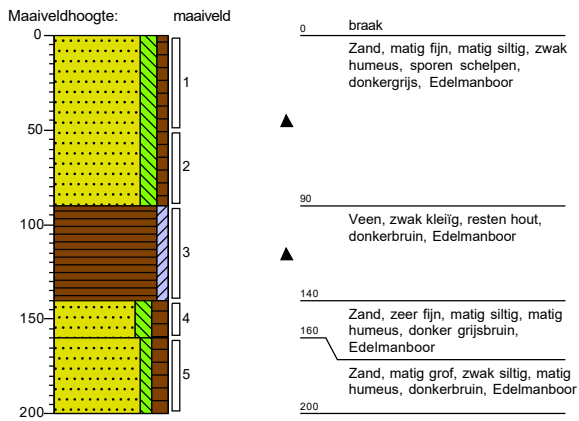 Maaiveldhoogte: maaiveld
0
50
100
150
200
1
2
3
4
5
0 braak
Zand, matig fijn, matig siltig, zwak
humeus, sporen schelpen,
donkergrijs, Edelmanboor
90
Veen, zwak kleiïg, resten hout,
donkerbruin, Edelmanboor
140
Zand, zeer fijn, matig siltig, matig
humeus, donker grijsbruin,
Edelmanboor
160
Zand, matig grof, zwak siltig, matig
humeus, donkerbruin, Edelmanboor
200